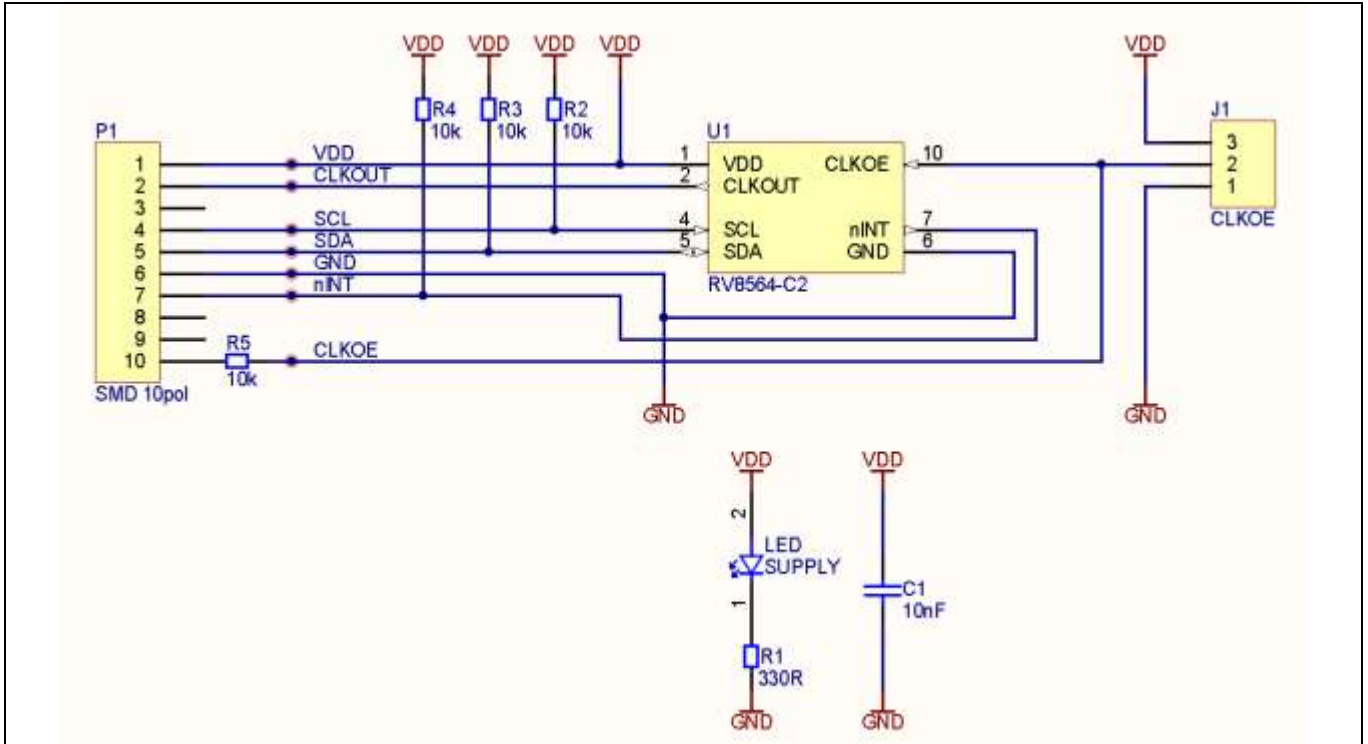 VDD VDD VDD VDD VDD
R4 R3 R2
10k 10k 10k
P1 U1 J1
1 VDD 1 VDD CLKOE 10 3
2 CLKOUT 2 CLKOUT 2
3 1
4 SCL 4 SCL nINT 7 CLKOE
5 SDA 5 SDA GND 6
6 GND
7 nINT RV8564-C2
8
9
R5
10 CLKOE
10k
SMD 10pol
GND GND
VDD VDD
2
LED
SUPPLY
C1
1 10nF
R1
330R
GND GND